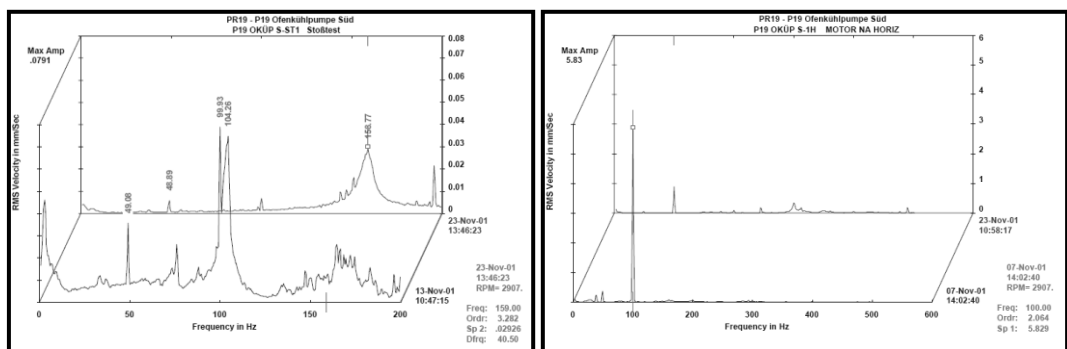 PR19 - P19 Ofenkühlpumpe Süd
P19 OKÜP S-ST1 Stoßtest
Max Amp
.0791
RMS Velocity in mm/Sec
0.08
0.07
0.06
0.05
0.04
0.03
0.02
0.01
0
49.08
48.89
99.93
104.26
158.77
23-Nov-01
13:46:23
13-Nov-01
10:47:15
0
50
100
150
200
Frequency in Hz
23-Nov-01
13:46:23
RPM= 2907.
Freq: 159.00
Ordr: 3.282
Sp 2: .02926
Dfrq: 40.50
PR19 - P19 Ofenkühlpumpe Süd
P19 OKÜP S-1H MOTOR NA HORIZ
Max Amp
5.83
RMS Velocity in mm/Sec
6
5
4
3
2
1
0
23-Nov-01
10:58:17
07-Nov-01
14:02:40
0
100
200
300
400
500
600
Frequency in Hz
07-Nov-01
14:02:40
RPM= 2907.
Freq: 100.00
Ordr: 2.064
Sp 1: 5.829